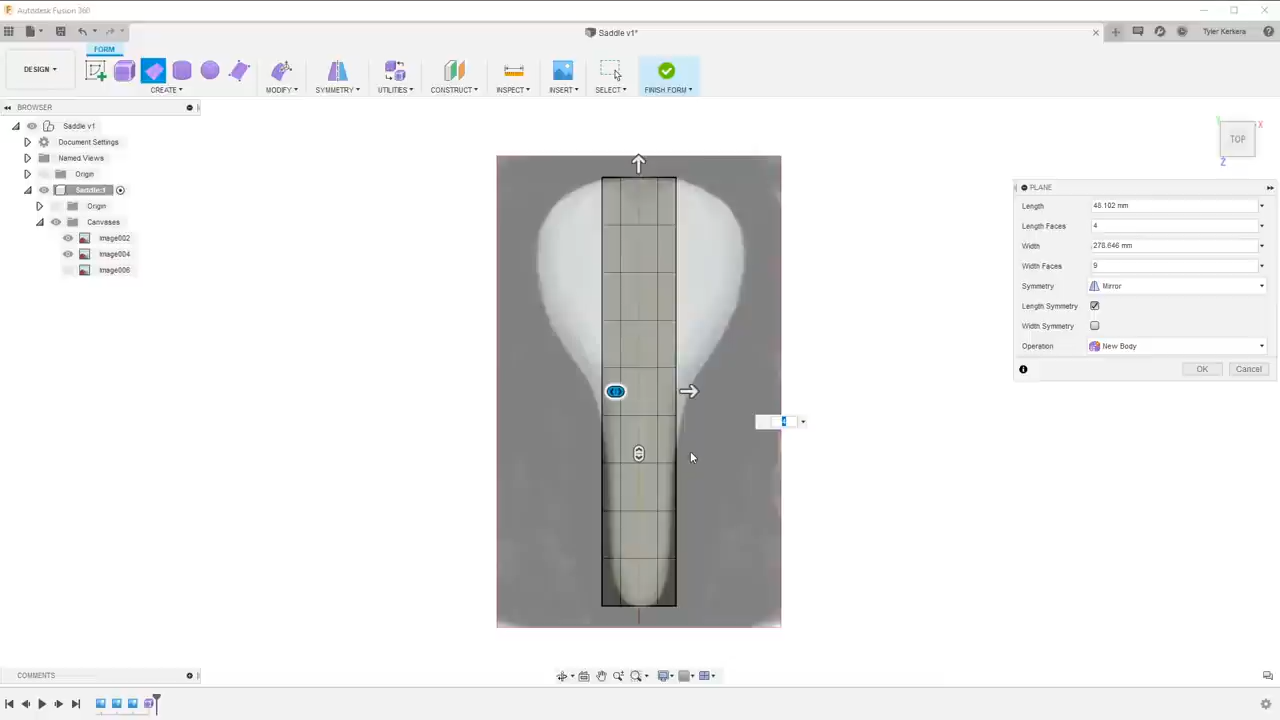 Autodesk Fusion 360
Saddle v1*
Tyler Kerkera
FORM
DESIGN
CREATE
MODIFY
SYMMETRY
UTILITIES
CONSTRUCT
INSPECT
INSERT
SELECT
FINISH FORM
BROWSER
Saddle v1
Document Settings
Named Views
Origin
Saddle:1
Origin
Canvases
image002
image004
image006
TOP
X
Z
PLANE
Length 48.102 mm
Length Faces 4
Width 278.646 mm
Width Faces 9
Symmetry Mirror
Length Symmetry
Width Symmetry
Operation New Body
OK Cancel
4
COMMENTS